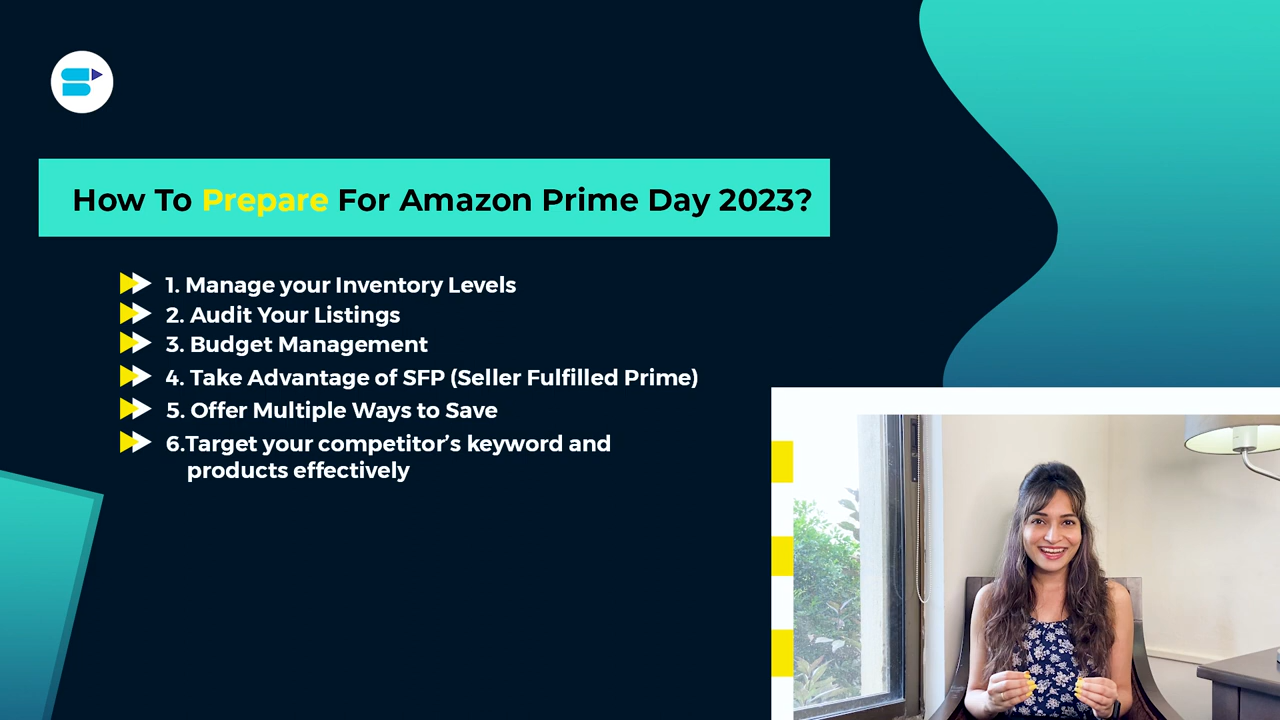 How To Prepare For Amazon Prime Day 2023?
1. Manage your Inventory Levels
2. Audit Your Listings
3. Budget Management
4. Take Advantage of SFP (Seller Fulfilled Prime)
5. Offer Multiple Ways to Save
6.Target your competitor’s keyword and
products effectively